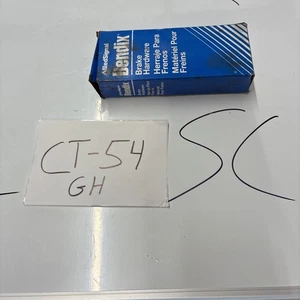 AlliedSignal
Bendix
Brake
Hardware
Herraje Para
Frenos
Matériel Pour
Freins
CT-54
GH
SC